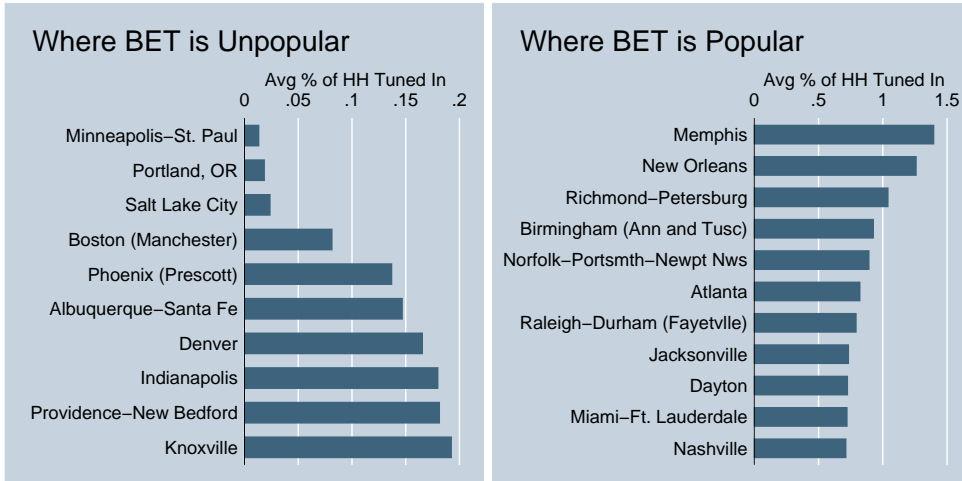 Where BET is Unpopular
Avg % of HH Tuned In
0 .05 .1 .15 .2
Minneapolis−St. Paul
Portland, OR
Salt Lake City
Boston (Manchester)
Phoenix (Prescott)
Albuquerque−Santa Fe
Denver
Indianapolis
Providence−New Bedford
Knoxville
Where BET is Popular
Avg % of HH Tuned In
0 .5 1 1.5
Memphis
New Orleans
Richmond−Petersburg
Birmingham (Ann and Tusc)
Norfolk−Portsmth−Newpt Nws
Atlanta
Raleigh−Durham (Fayetvlle)
Jacksonville
Dayton
Miami−Ft. Lauderdale
Nashville